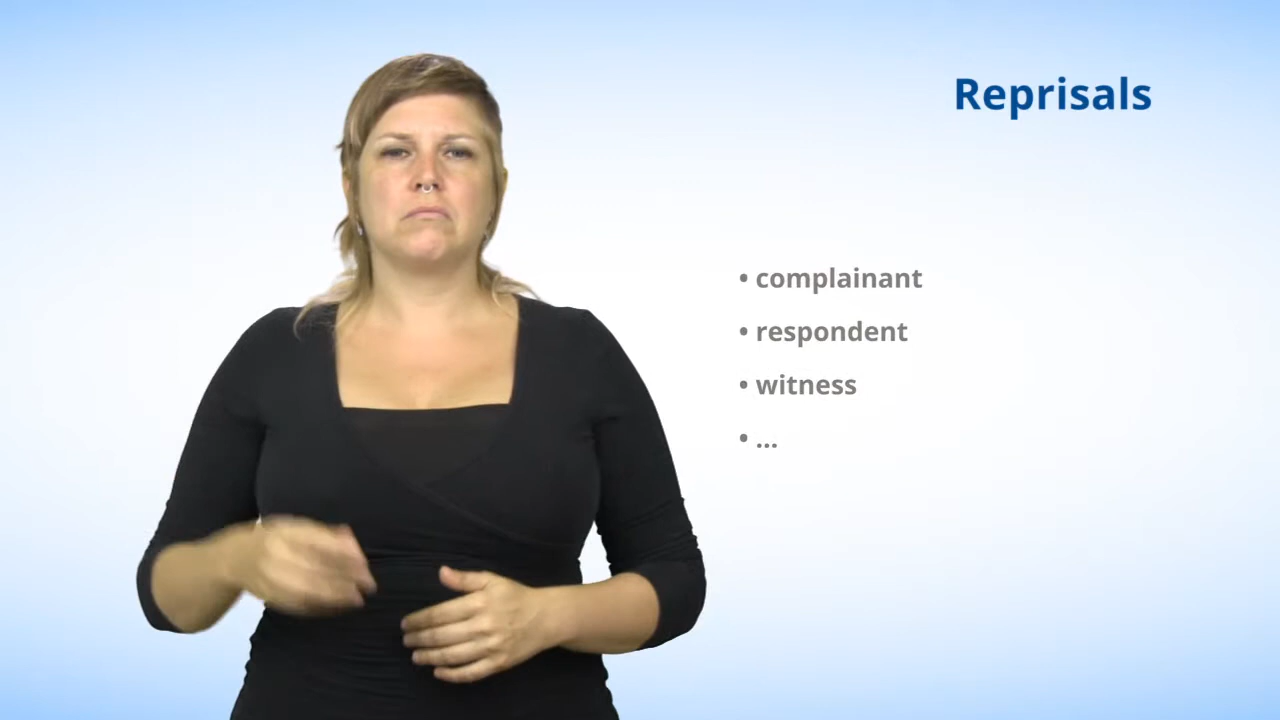 Reprisals
• complainant
• respondent
• witness
• ...